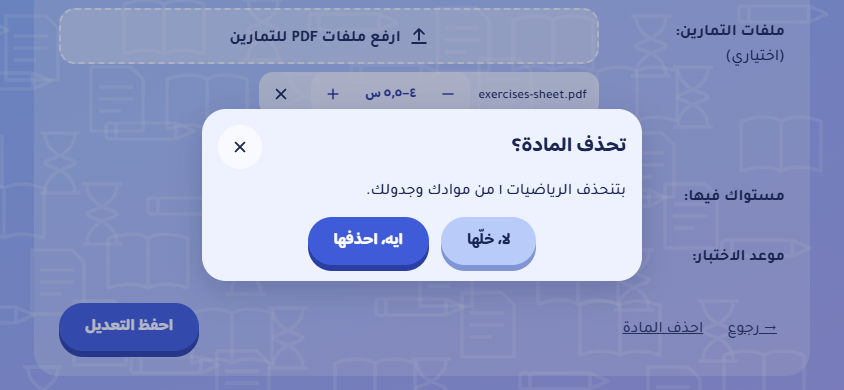 ملفات التمارين:
(اختياري)
ارفع ملفات PDF للتمارين
exercises-sheet.pdf
— ٤–٥٫٥ س +
تحذف المادة؟
بتنحذف الرياضيات ١ من موادك وجدولك.
لا، خلّها
ايه، احذفها
مستواك فيها:
موعد الاختبار:
→ رجوع
احذف المادة
احفظ التعديل